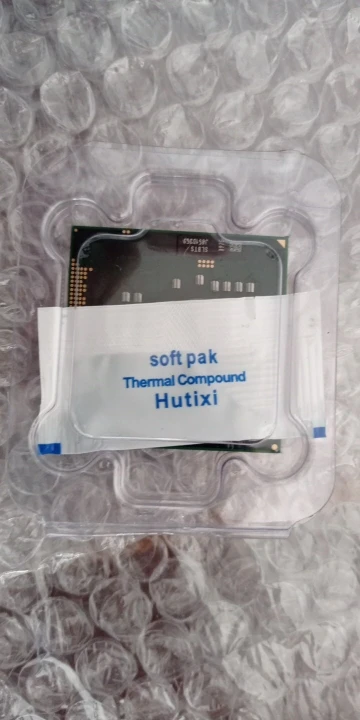 soft pak
Thermal Compound
Hutixi